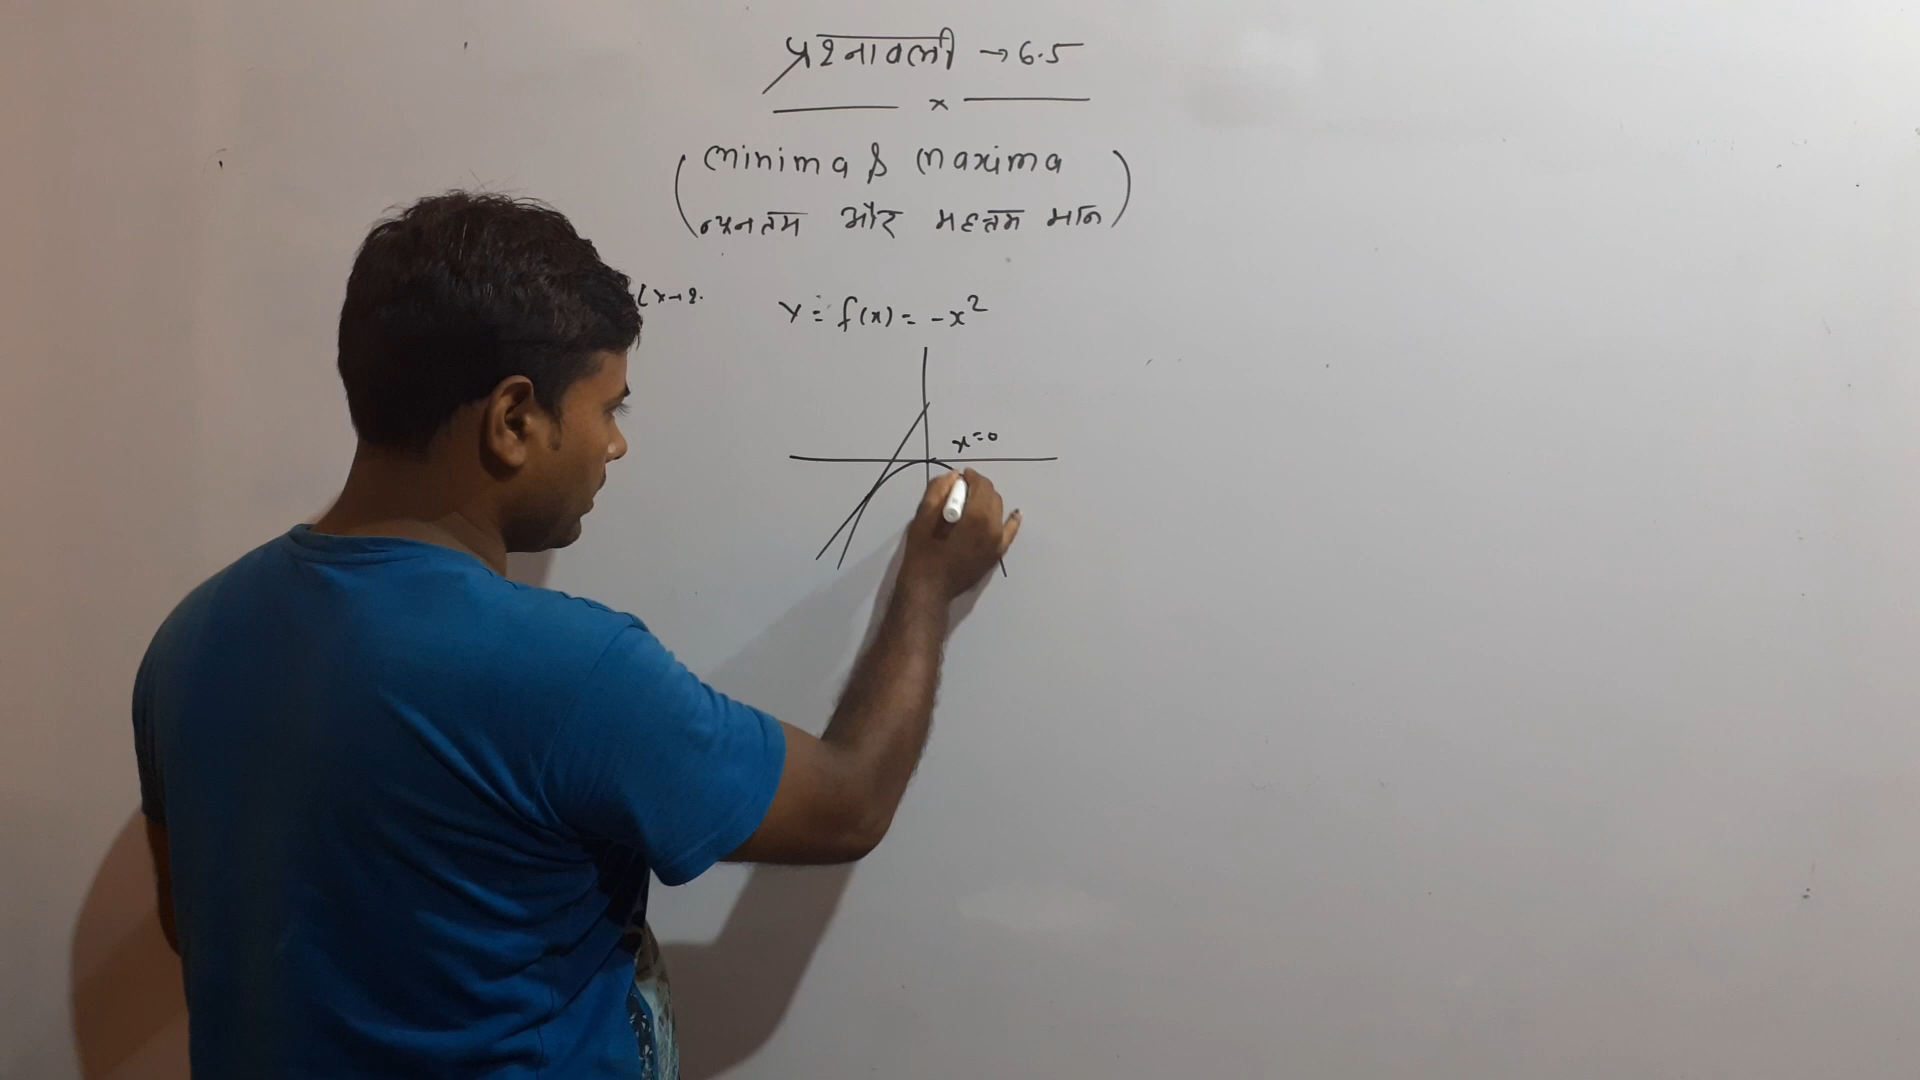 प्रश्नावली → 6.5
x
( Minima & Maxima
न्यूनतम और महत्तम मान )
y = f(x) = -x²
x=0